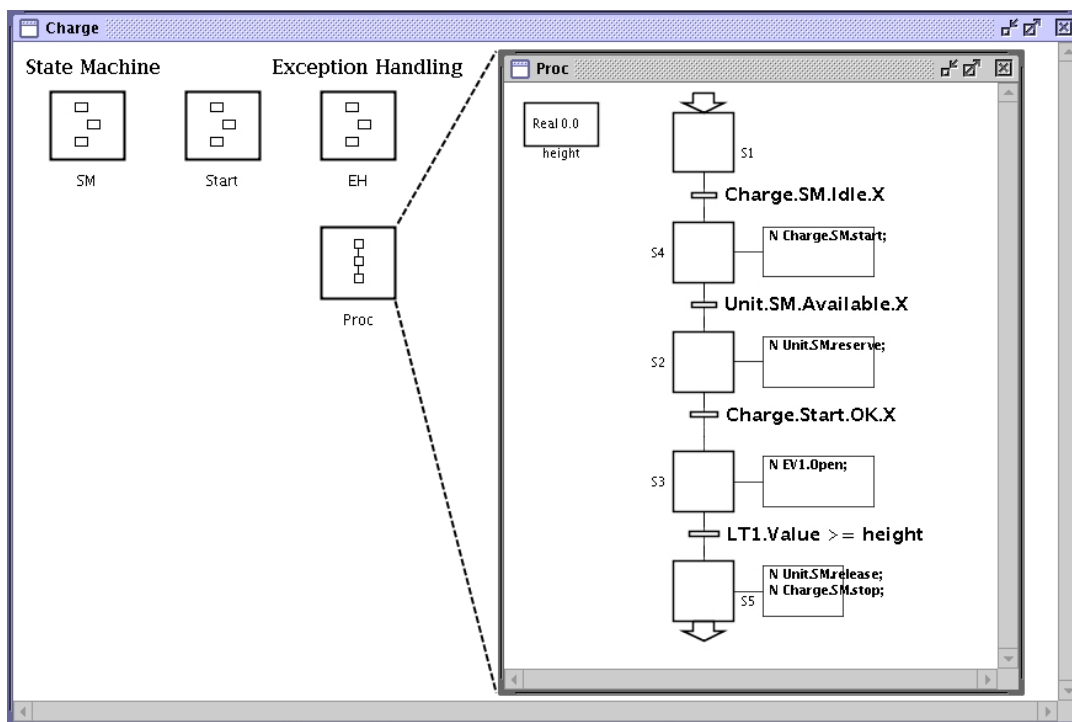 Charge
State Machine
Exception Handling
SM
Start
EH
Proc
Proc
Real 0.0
height
S1
Charge.SM.Idle.X
S4
N Charge.SM.start;
Unit.SM.Available.X
S2
N Unit.SM.reserve;
Charge.Start.OK.X
S3
N EV1.Open;
LT1.Value >= height
S5
N Unit.SM.release;
N Charge.SM.stop;